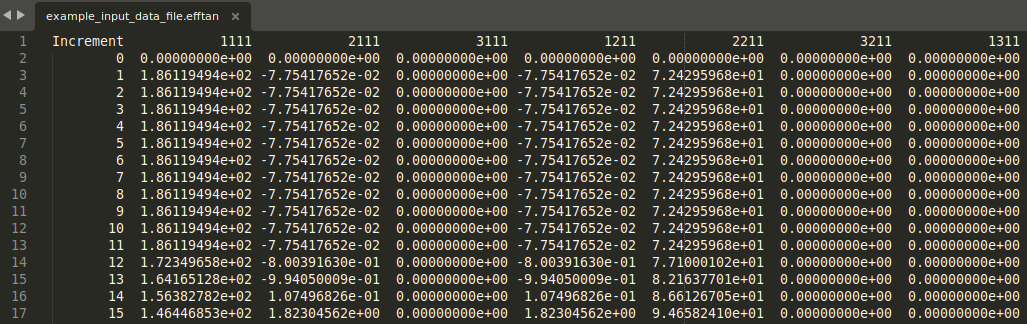 example_input_data_file.efftan ×
1 Increment 1111 2111 3111 1211 2211 3211 1311
2 0 0.00000000e+00 0.00000000e+00 0.00000000e+00 0.00000000e+00 0.00000000e+00 0.00000000e+00 0.00000000e+00
3 1 1.86119494e+02 -7.75417652e-02 0.00000000e+00 -7.75417652e-02 7.24295968e+01 0.00000000e+00 0.00000000e+00
4 2 1.86119494e+02 -7.75417652e-02 0.00000000e+00 -7.75417652e-02 7.24295968e+01 0.00000000e+00 0.00000000e+00
5 3 1.86119494e+02 -7.75417652e-02 0.00000000e+00 -7.75417652e-02 7.24295968e+01 0.00000000e+00 0.00000000e+00
6 4 1.86119494e+02 -7.75417652e-02 0.00000000e+00 -7.75417652e-02 7.24295968e+01 0.00000000e+00 0.00000000e+00
7 5 1.86119494e+02 -7.75417652e-02 0.00000000e+00 -7.75417652e-02 7.24295968e+01 0.00000000e+00 0.00000000e+00
8 6 1.86119494e+02 -7.75417652e-02 0.00000000e+00 -7.75417652e-02 7.24295968e+01 0.00000000e+00 0.00000000e+00
9 7 1.86119494e+02 -7.75417652e-02 0.00000000e+00 -7.75417652e-02 7.24295968e+01 0.00000000e+00 0.00000000e+00
10 8 1.86119494e+02 -7.75417652e-02 0.00000000e+00 -7.75417652e-02 7.24295968e+01 0.00000000e+00 0.00000000e+00
11 9 1.86119494e+02 -7.75417652e-02 0.00000000e+00 -7.75417652e-02 7.24295968e+01 0.00000000e+00 0.00000000e+00
12 10 1.86119494e+02 -7.75417652e-02 0.00000000e+00 -7.75417652e-02 7.24295968e+01 0.00000000e+00 0.00000000e+00
13 11 1.86119494e+02 -7.75417652e-02 0.00000000e+00 -7.75417652e-02 7.24295968e+01 0.00000000e+00 0.00000000e+00
14 12 1.72349658e+02 -8.00391630e-01 0.00000000e+00 -8.00391630e-01 7.71000102e+01 0.00000000e+00 0.00000000e+00
15 13 1.64165128e+02 -9.94050009e-01 0.00000000e+00 -9.94050009e-01 8.21637701e+01 0.00000000e+00 0.00000000e+00
16 14 1.56382782e+02 1.07496826e-01 0.00000000e+00 1.07496826e-01 8.66126705e+01 0.00000000e+00 0.00000000e+00
17 15 1.46446853e+02 1.82304562e+00 0.00000000e+00 1.82304562e+00 9.46582410e+01 0.00000000e+00 0.00000000e+00